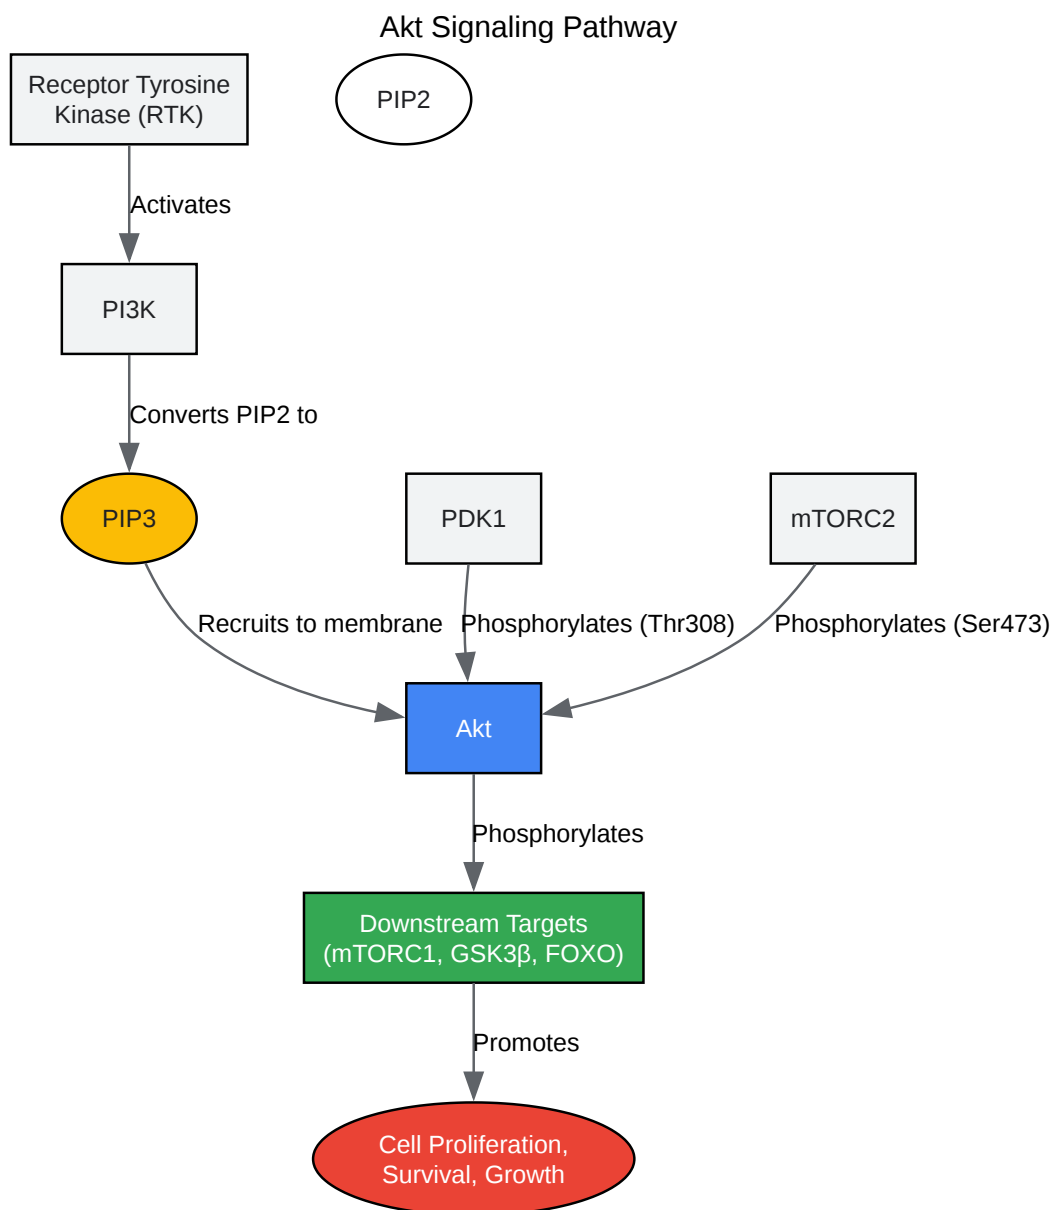 Akt Signaling Pathway
Receptor Tyrosine
Kinase (RTK)
PIP2
Activates
PI3K
Converts PIP2 to
PIP3
PDK1
mTORC2
Recruits to membrane
Phosphorylates (Thr308)
Phosphorylates (Ser473)
Akt
Phosphorylates
Downstream Targets
(mTORC1, GSK3β, FOXO)
Promotes
Cell Proliferation,
Survival, Growth